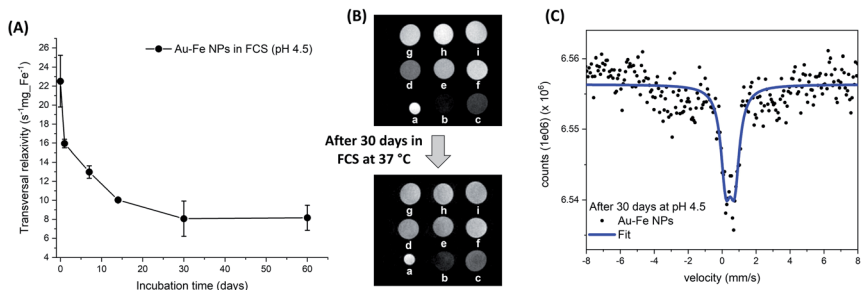 (A)
Au-Fe NPs in FCS (pH 4.5)
Transversal relaxivity (s⁻¹mg_Fe⁻¹)
26
24
22
20
18
16
14
12
10
8
6
4
0 10 20 30 40 50 60
Incubation time (days)
(B)
g h i
d e f
a b c
After 30 days in
FCS at 37 °C
g h i
d e f
a b c
(C)
counts (1e06) (x 10⁶)
6.56
6.55
6.54
After 30 days at pH 4.5
Au-Fe NPs
Fit
-8 -6 -4 -2 0 2 4 6 8
velocity (mm/s)